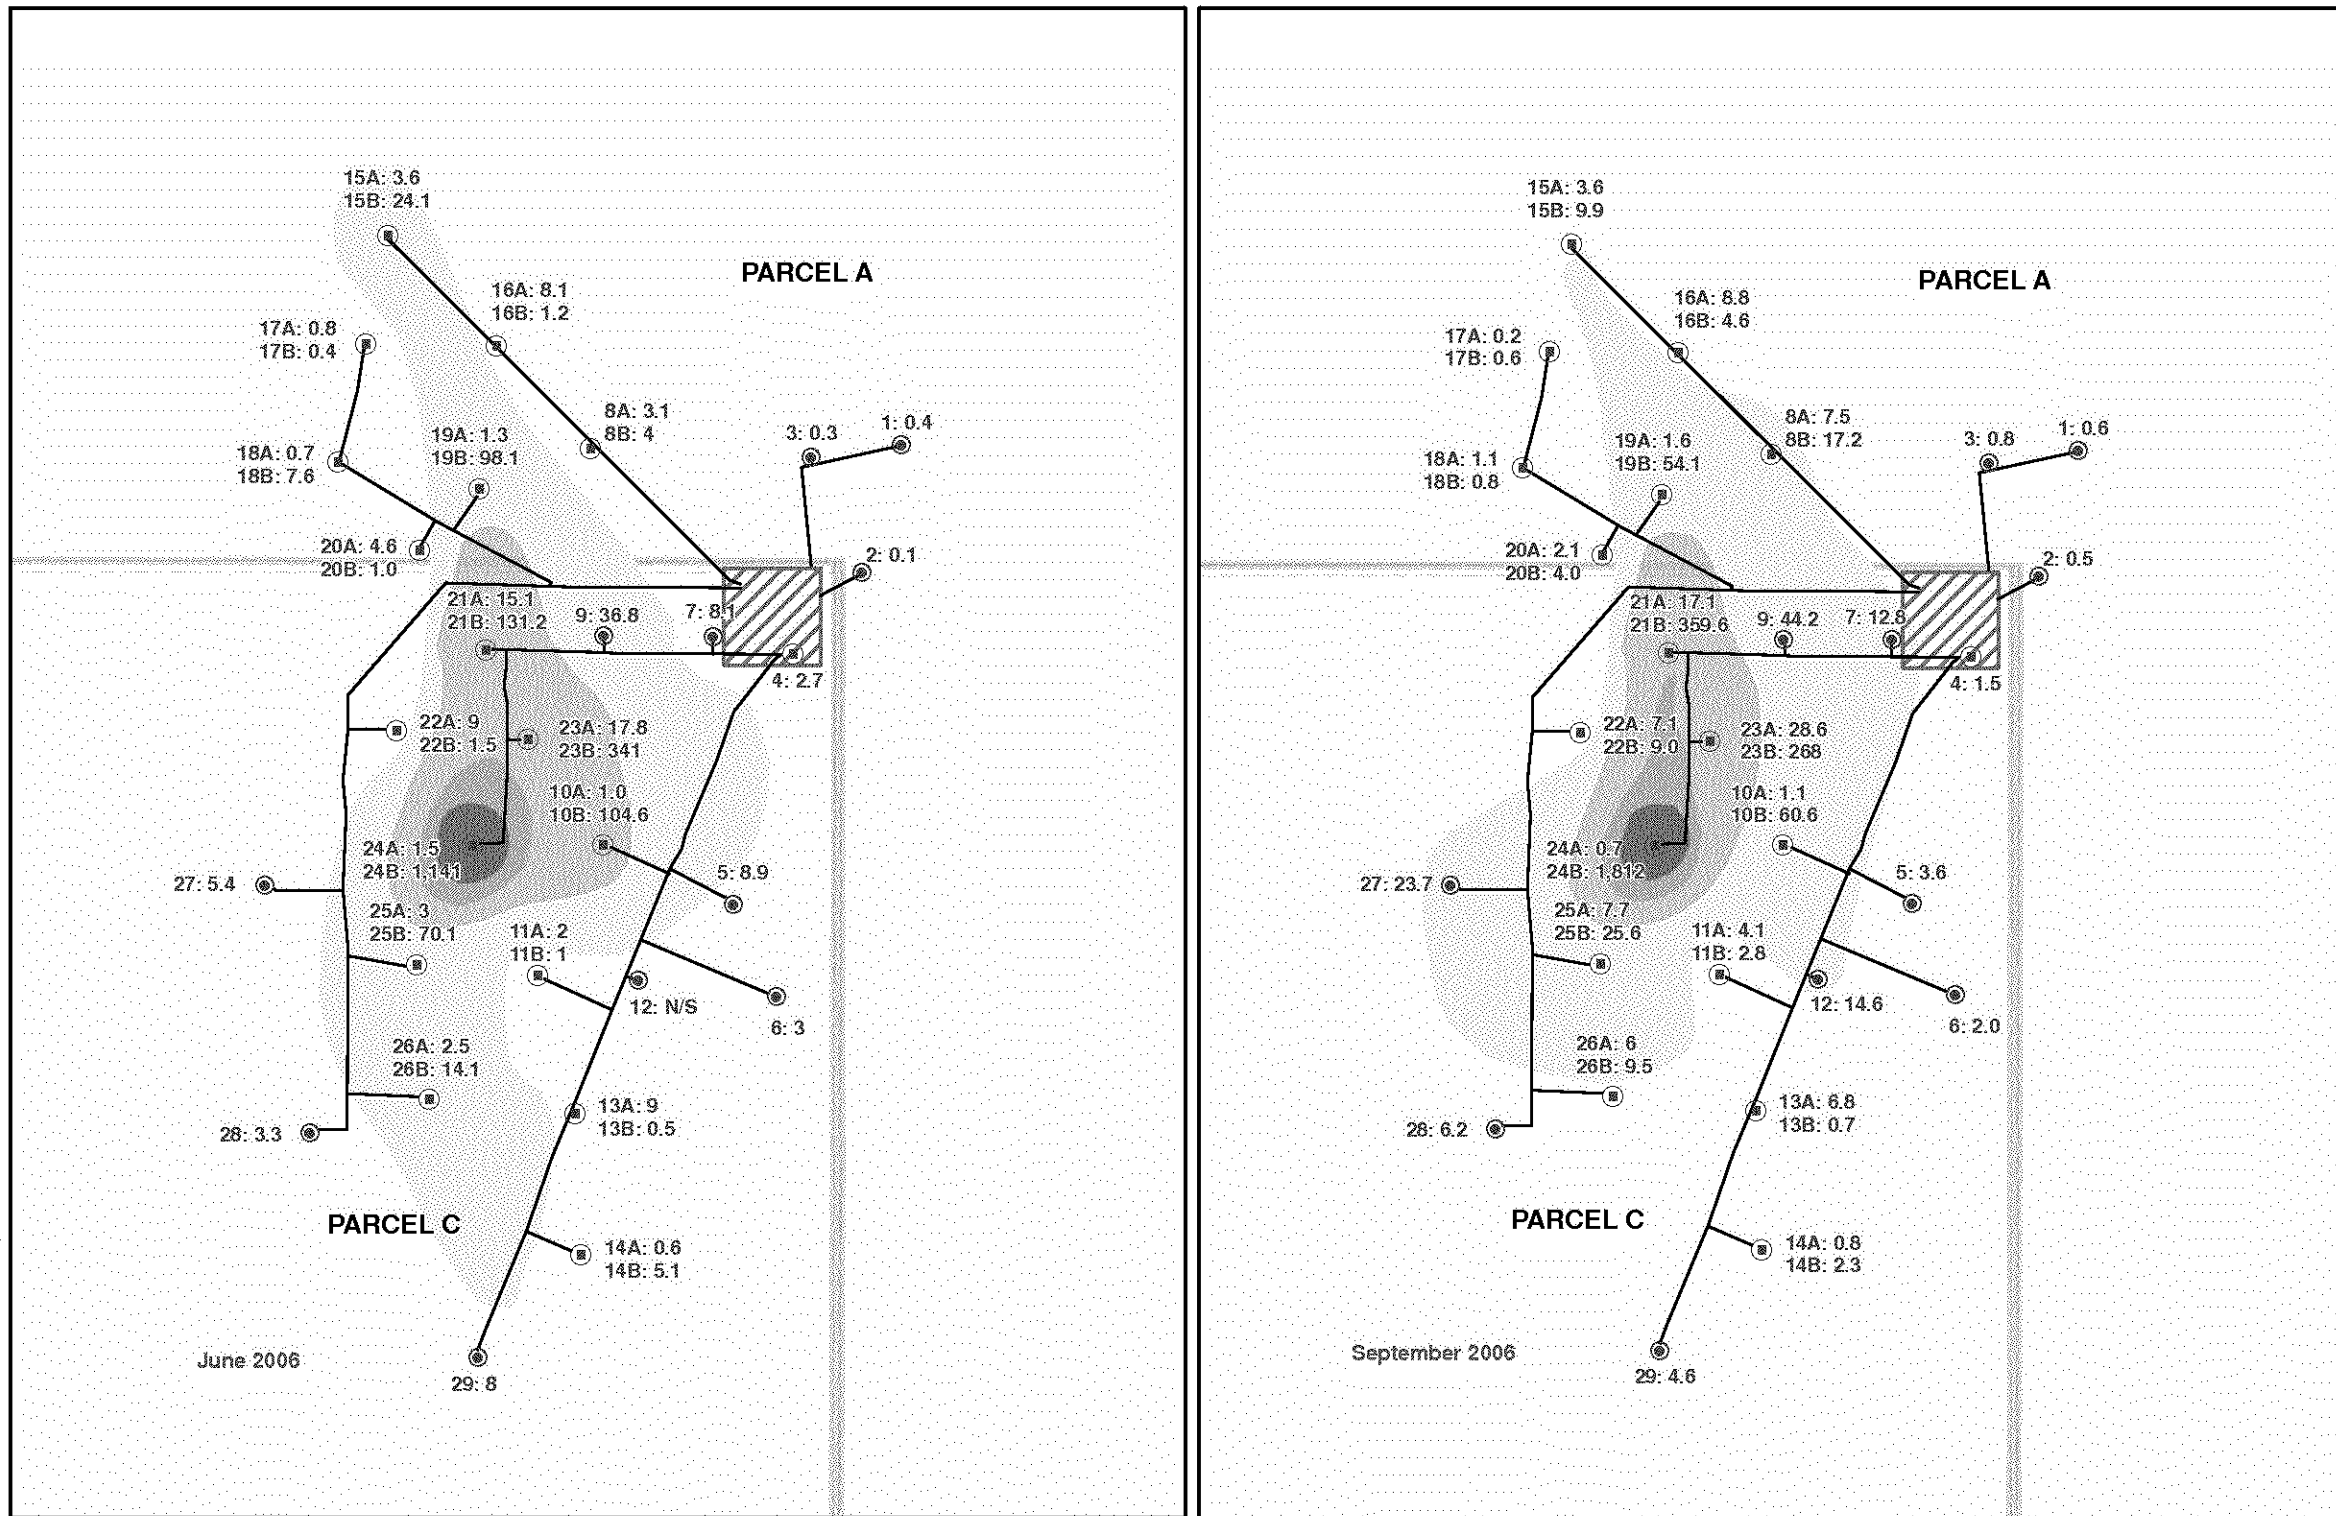 15A: 3.6
15B: 24.1
PARCEL A
16A: 8.1
16B: 1.2
17A: 0.8
17B: 0.4
8A: 3.1
8B: 4
3: 0.3
1: 0.4
19A: 1.3
19B: 98.1
18A: 0.7
18B: 7.6
20A: 4.6
20B: 1.0
2: 0.1
21A: 15.1
21B: 131.2
9: 36.8
7: 8.1
4: 2.7
22A: 9
22B: 1.5
23A: 17.8
23B: 341
10A: 1.0
10B: 104.6
24A: 1.5
24B: 1,141
5: 8.9
27: 5.4
25A: 3
25B: 70.1
11A: 2
11B: 1
12: N/S
6: 3
26A: 2.5
26B: 14.1
13A: 9
13B: 0.5
28: 3.3
PARCEL C
14A: 0.6
14B: 5.1
June 2006
29: 8
15A: 3.6
15B: 9.9
PARCEL A
16A: 8.8
16B: 4.6
17A: 0.2
17B: 0.6
8A: 7.5
8B: 17.2
3: 0.8
1: 0.6
19A: 1.6
19B: 54.1
18A: 1.1
18B: 0.8
20A: 2.1
20B: 4.0
2: 0.5
21A: 17.1
21B: 359.6
9: 44.2
7: 12.8
4: 1.5
22A: 7.1
22B: 9.0
23A: 28.6
23B: 268
10A: 1.1
10B: 60.6
24A: 0.7
24B: 1,812
5: 3.6
27: 23.7
25A: 7.7
25B: 25.6
11A: 4.1
11B: 2.8
12: 14.6
6: 2.0
26A: 6
26B: 9.5
13A: 6.8
13B: 0.7
28: 6.2
PARCEL C
14A: 0.8
14B: 2.3
September 2006
29: 4.6